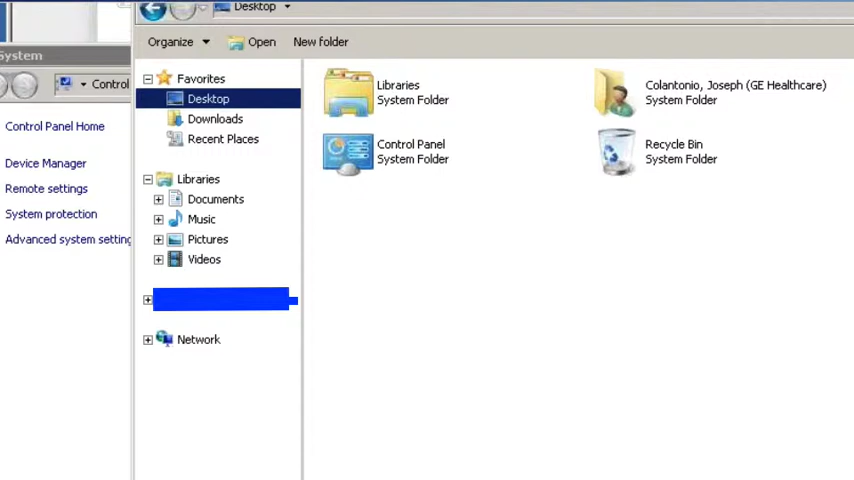 Desktop
System
Control
Control Panel Home
Device Manager
Remote settings
System protection
Advanced system setting
Organize
Open
New folder
Favorites
Desktop
Downloads
Recent Places
Libraries
Documents
Music
Pictures
Videos
Network
Libraries
System Folder
Colantonio, Joseph (GE Healthcare)
System Folder
Control Panel
System Folder
Recycle Bin
System Folder